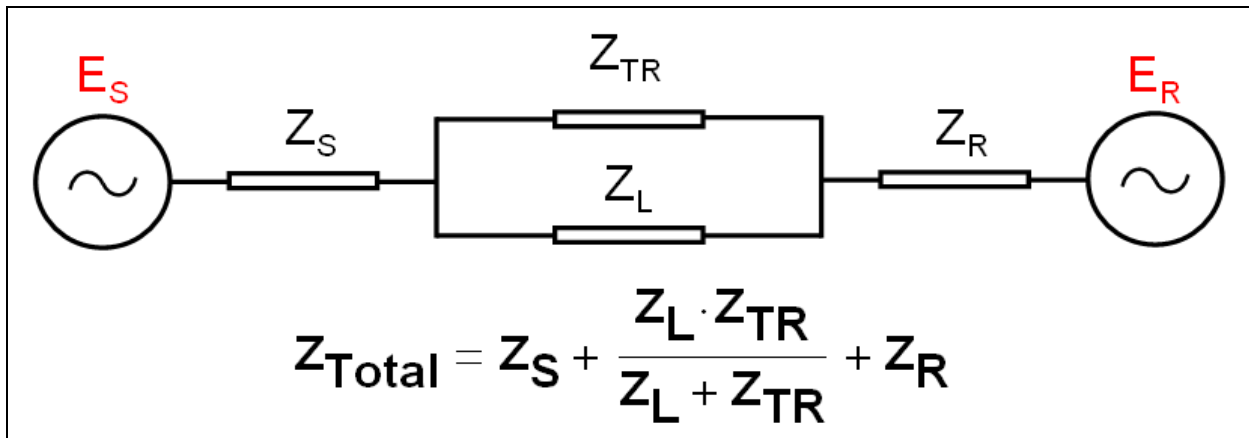 Z_TR
E_S
E_R
Z_S
Z_R
Z_L
Z_Total = Z_S + (Z_L · Z_TR) / (Z_L + Z_TR) + Z_R